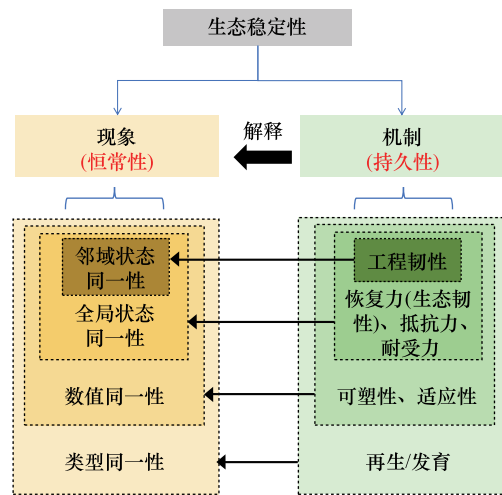 生态稳定性
现象
(恒常性)
解释
机制
(持久性)
邻域状态
同一性
全局状态
同一性
数值同一性
类型同一性
工程韧性
恢复力(生态韧
性)、抵抗力、
耐受力
可塑性、适应性
再生/发育